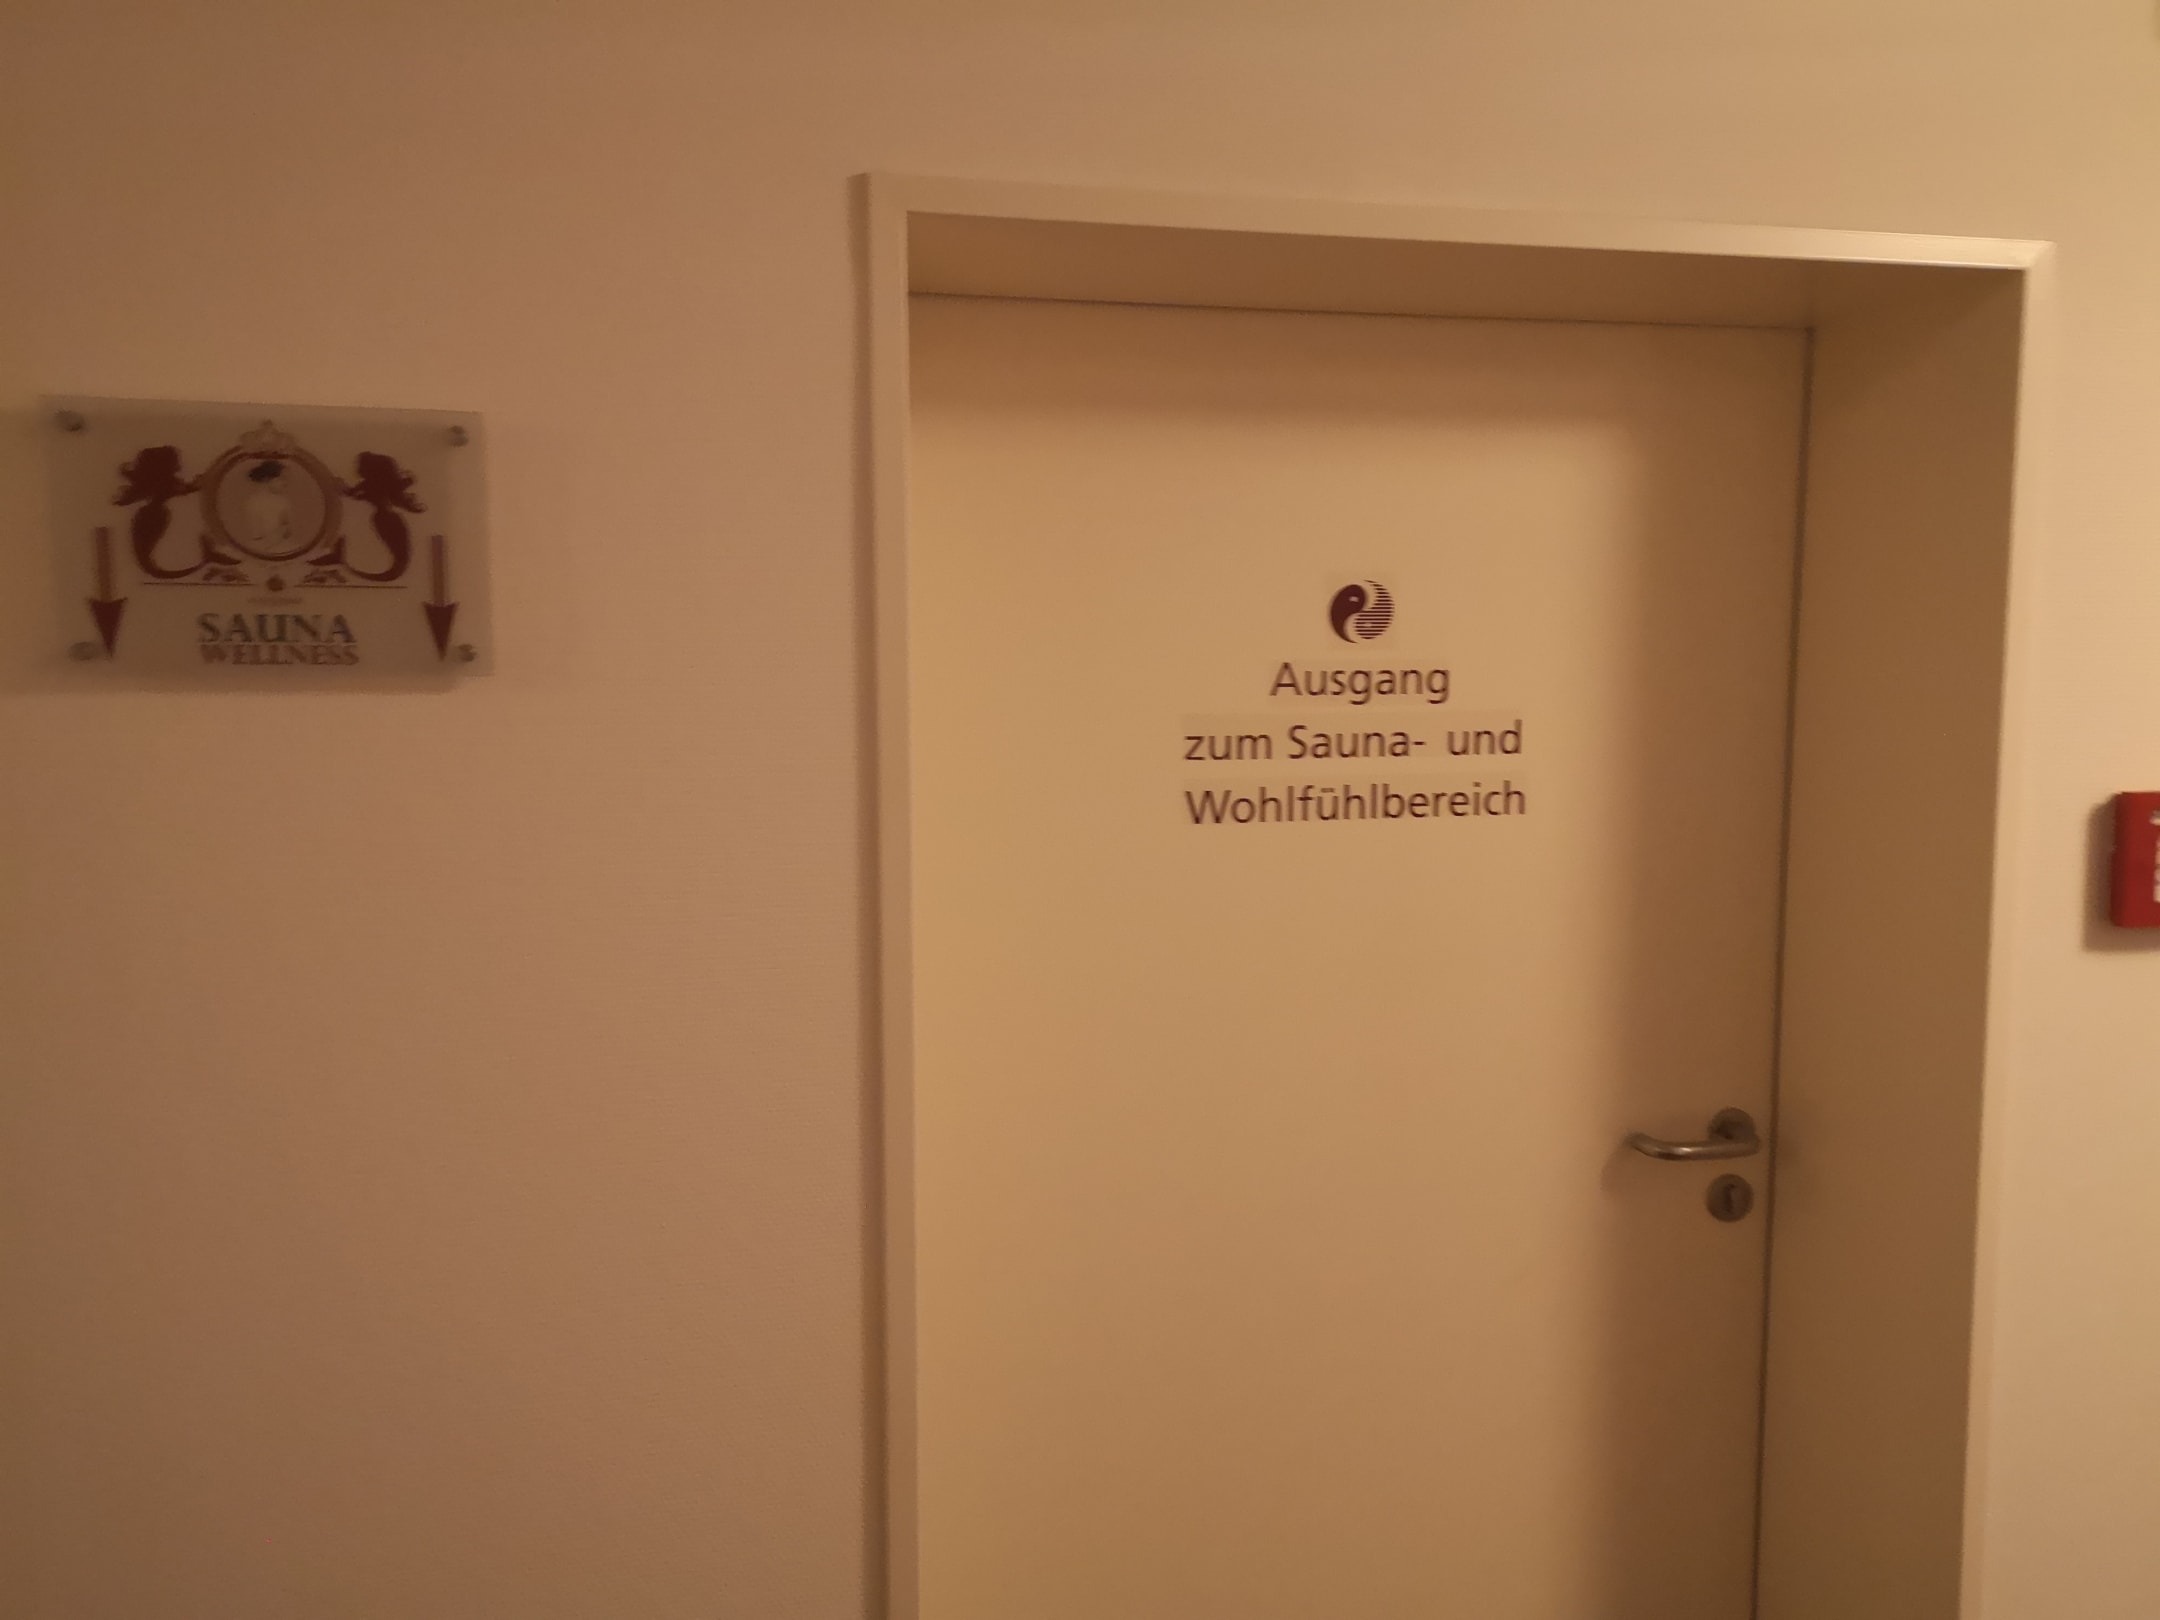 SAUNA
WELLNESS
Ausgang
zum Sauna- und
Wohlfühlbereich